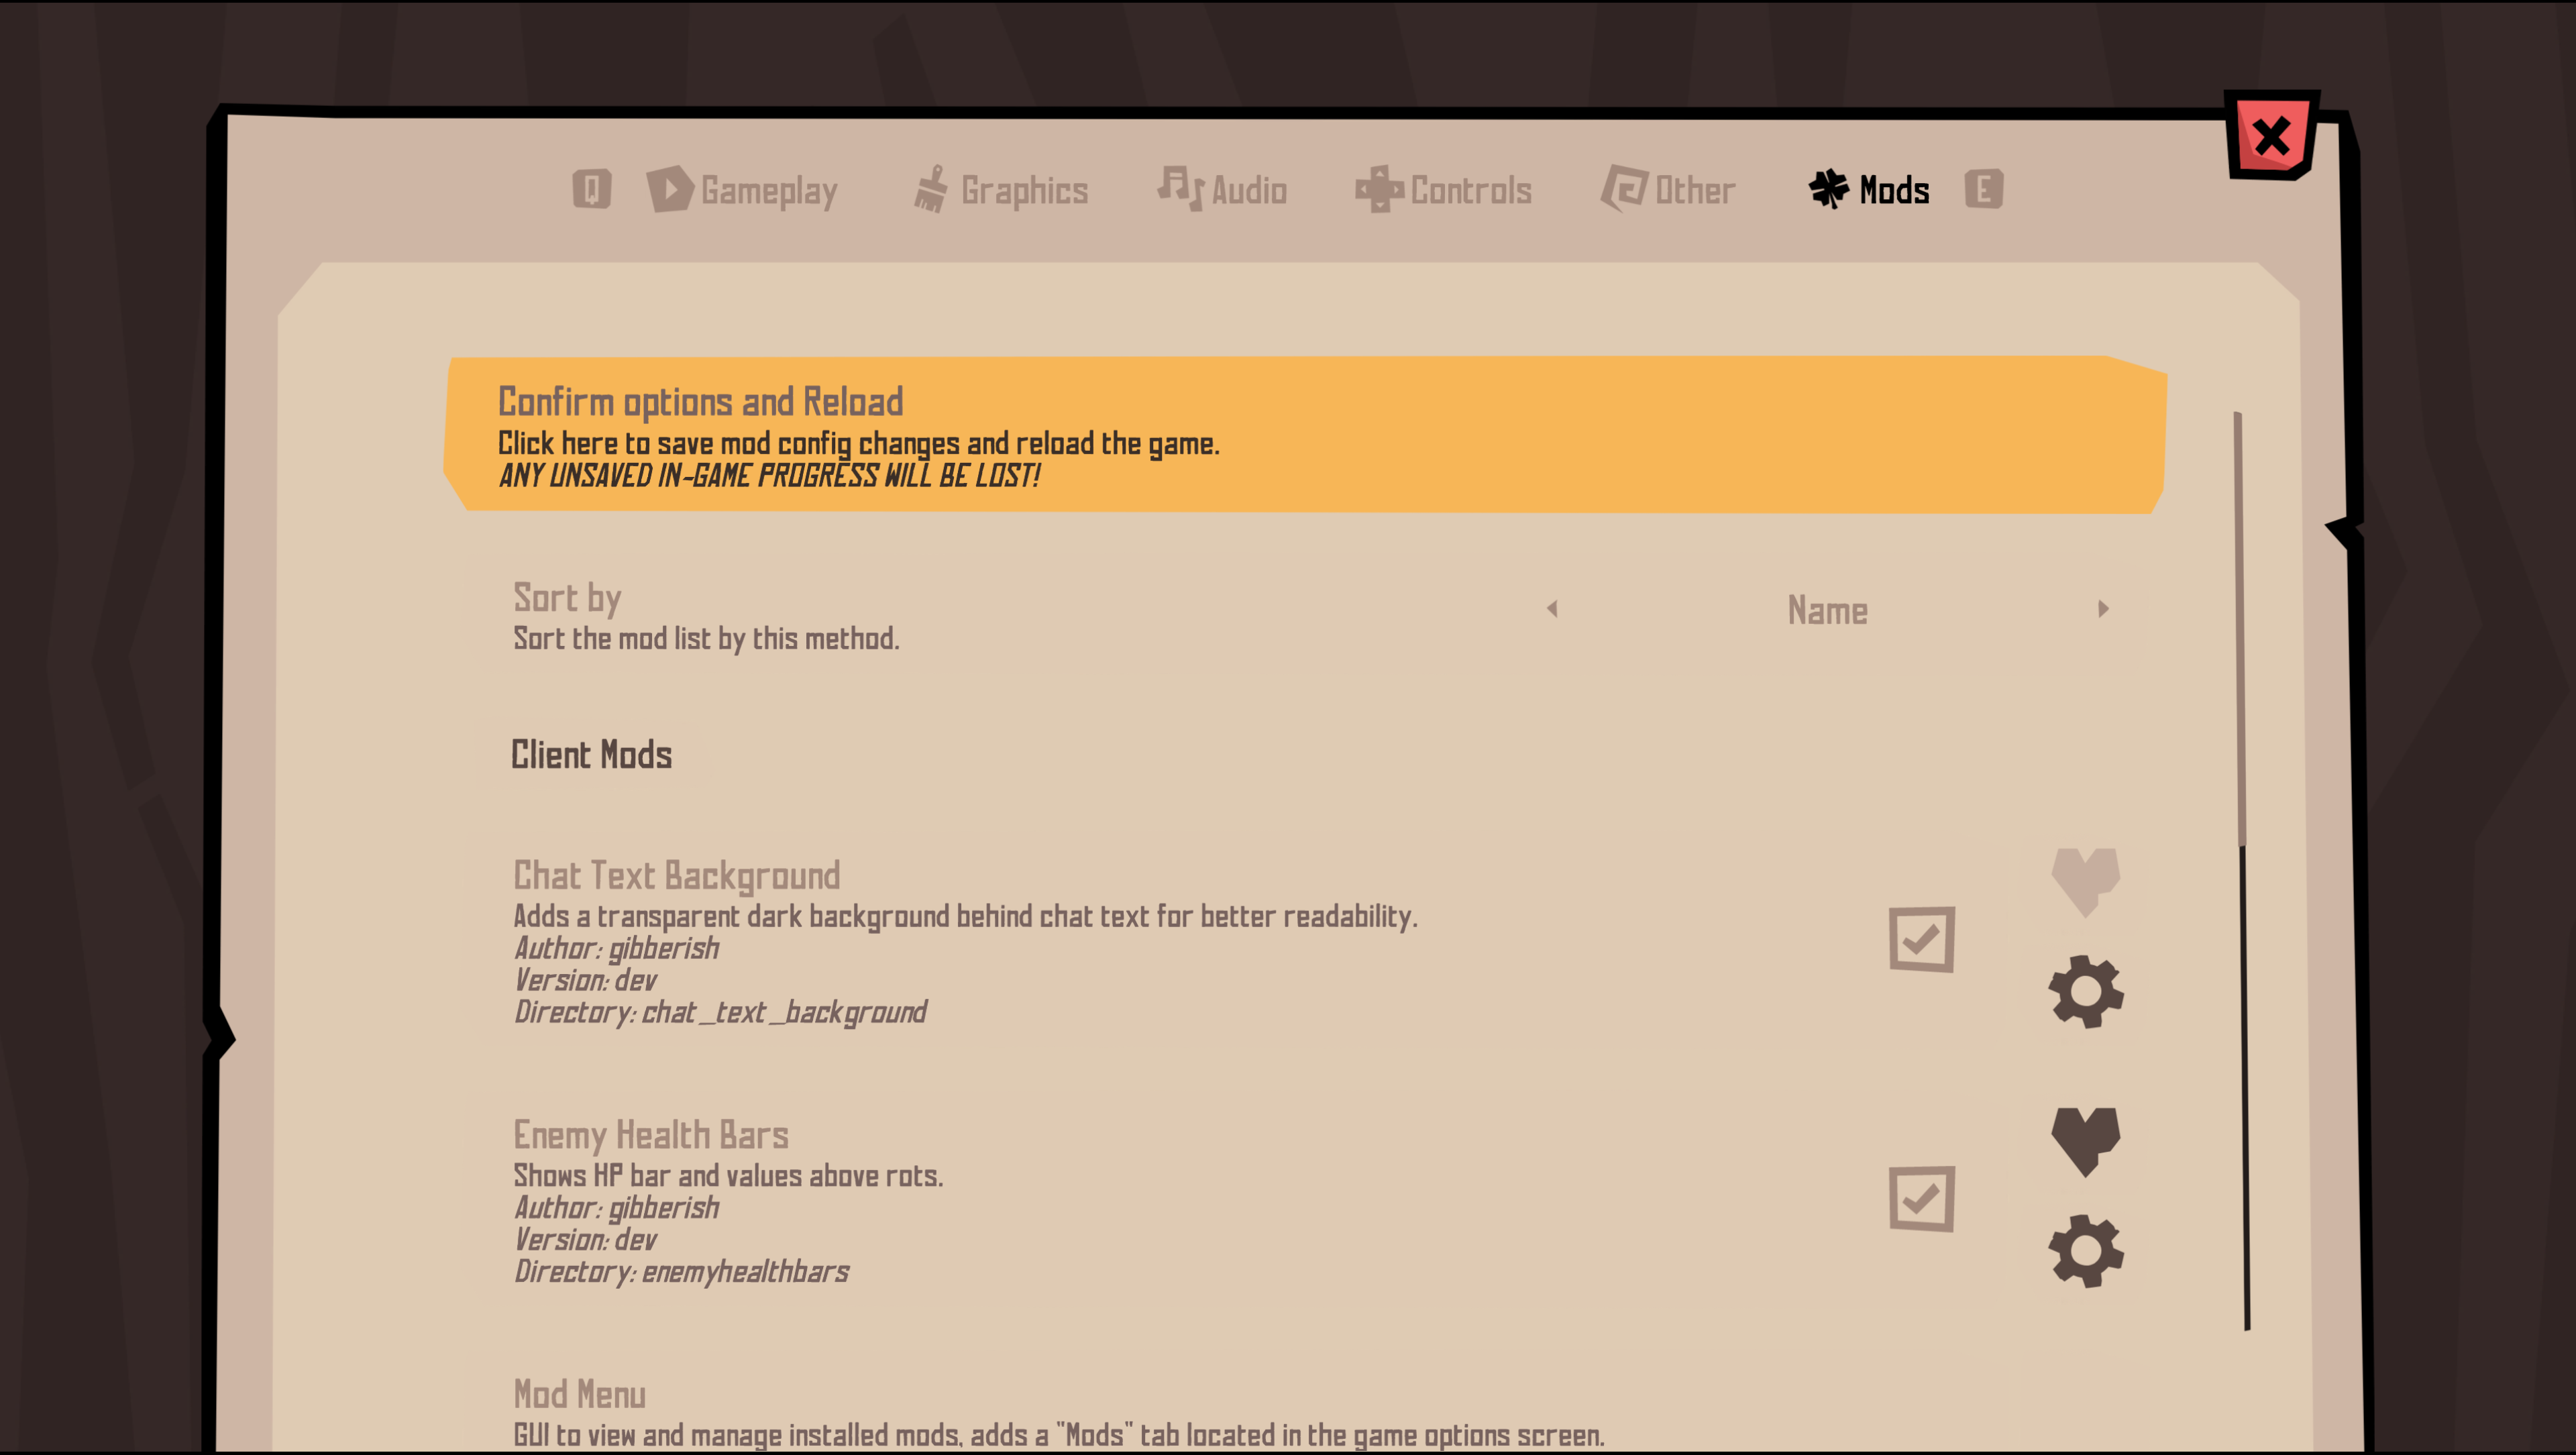 Q Gameplay Graphics Audio Controls Other Mods E
Confirm options and Reload
Click here to save mod config changes and reload the game.
ANY UNSAVED IN-GAME PROGRESS WILL BE LOST!
Sort by
Name
Sort the mod list by this method.
Client Mods
Chat Text Background
Adds a transparent dark background behind chat text for better readability.
Author: gibberish
Version: dev
Directory: chat_text_background
Enemy Health Bars
Shows HP bar and values above rots.
Author: gibberish
Version: dev
Directory: enemyhealthbars
Mod Menu
GUI to view and manage installed mods, adds a "Mods" tab located in the game options screen.